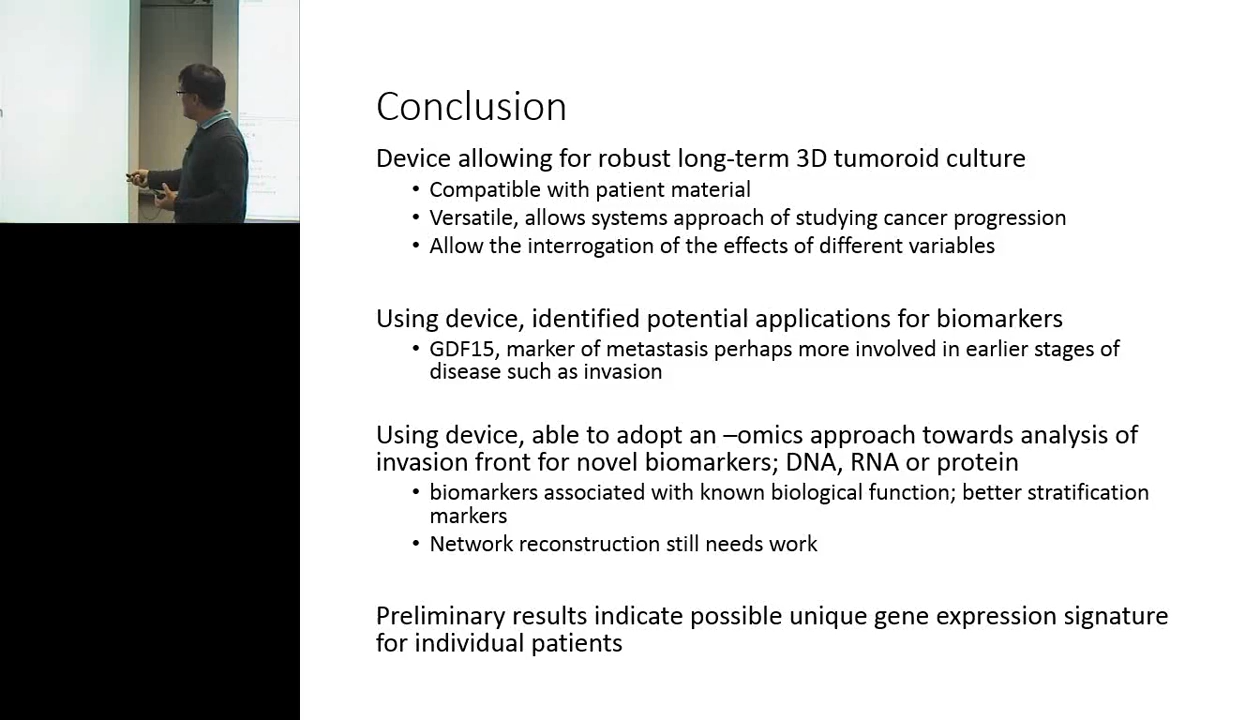 Conclusion
Device allowing for robust long-term 3D tumoroid culture
• Compatible with patient material
• Versatile, allows systems approach of studying cancer progression
• Allow the interrogation of the effects of different variables
Using device, identified potential applications for biomarkers
• GDF15, marker of metastasis perhaps more involved in earlier stages of
disease such as invasion
Using device, able to adopt an –omics approach towards analysis of
invasion front for novel biomarkers; DNA, RNA or protein
• biomarkers associated with known biological function; better stratification
markers
• Network reconstruction still needs work
Preliminary results indicate possible unique gene expression signature
for individual patients